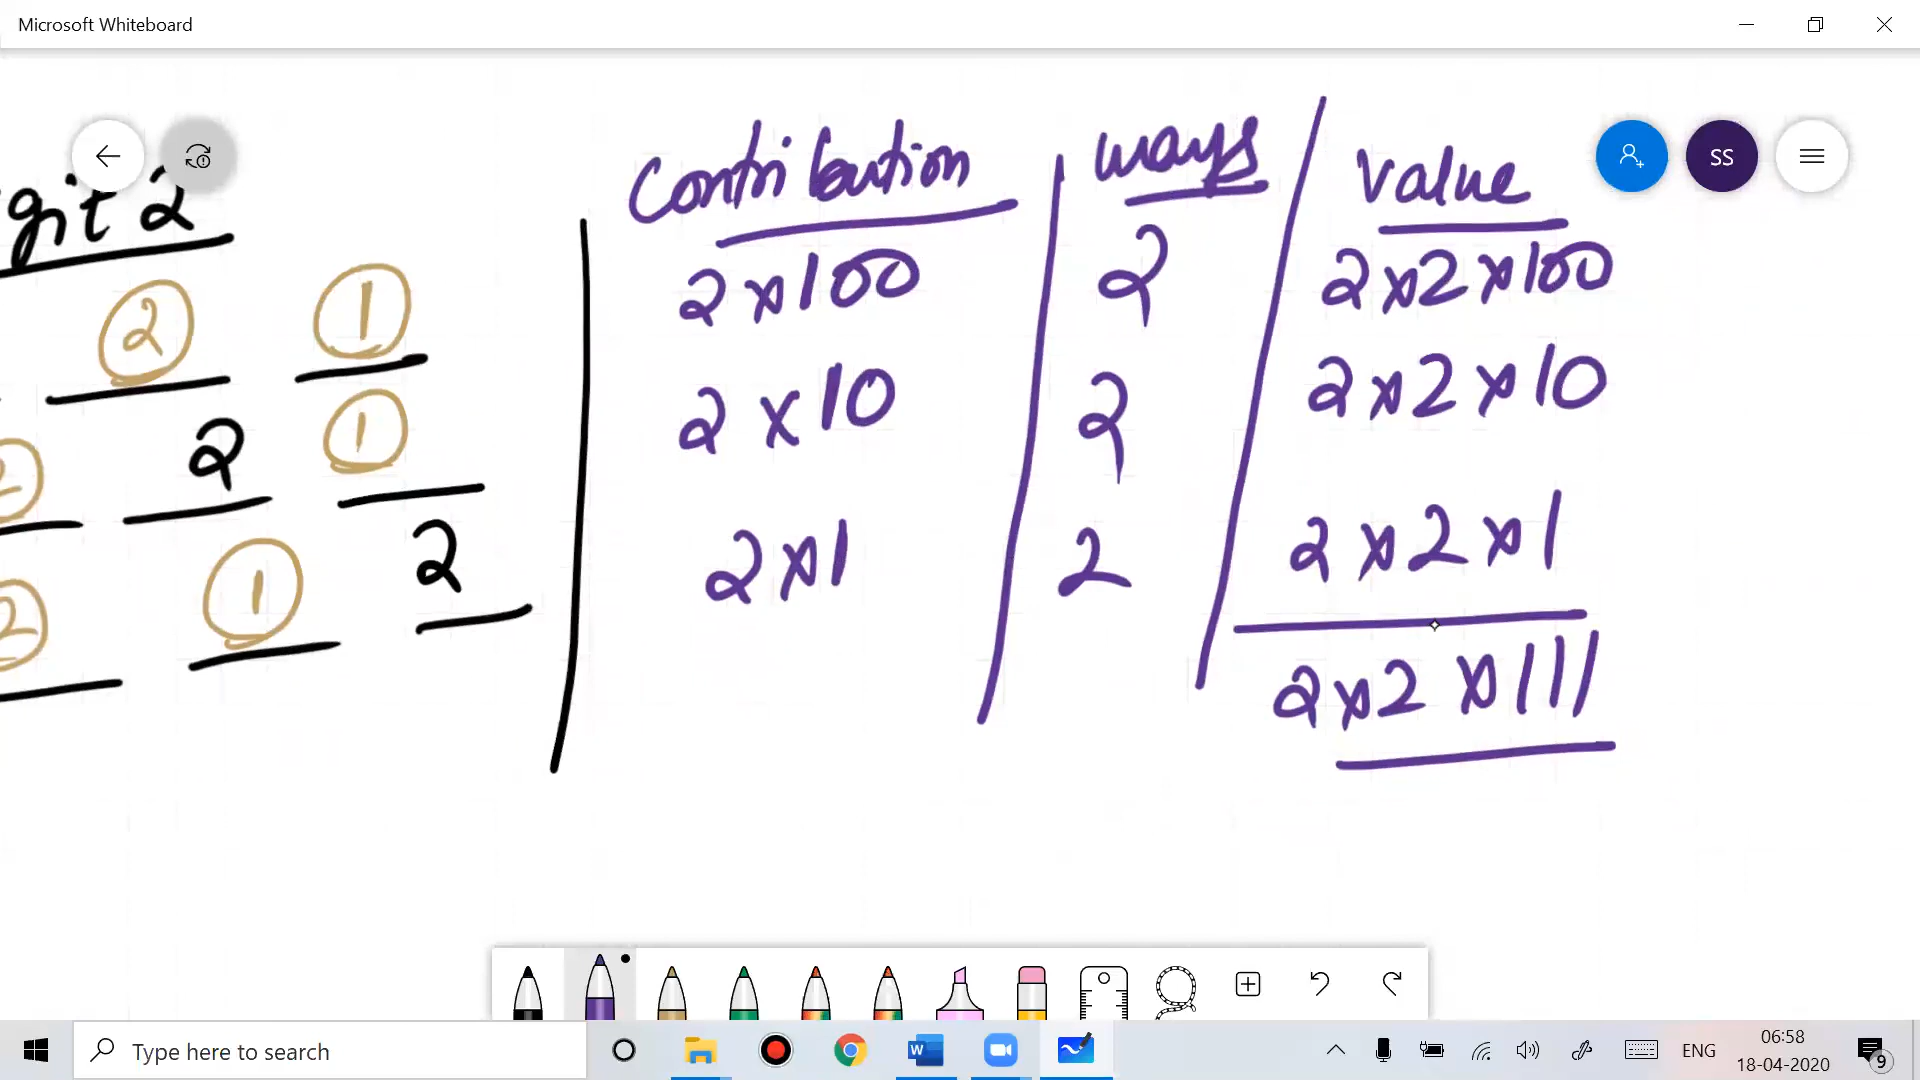 Microsoft Whiteboard
git 2
Contribution ways Value
SS
② ① 2×100 2 2×2×100
② 2 ① 2×10 2 2×2×10
② ① 2 2×1 2 2×2×1
2×2×111
Type here to search
ENG
06:58
18-04-2020
9